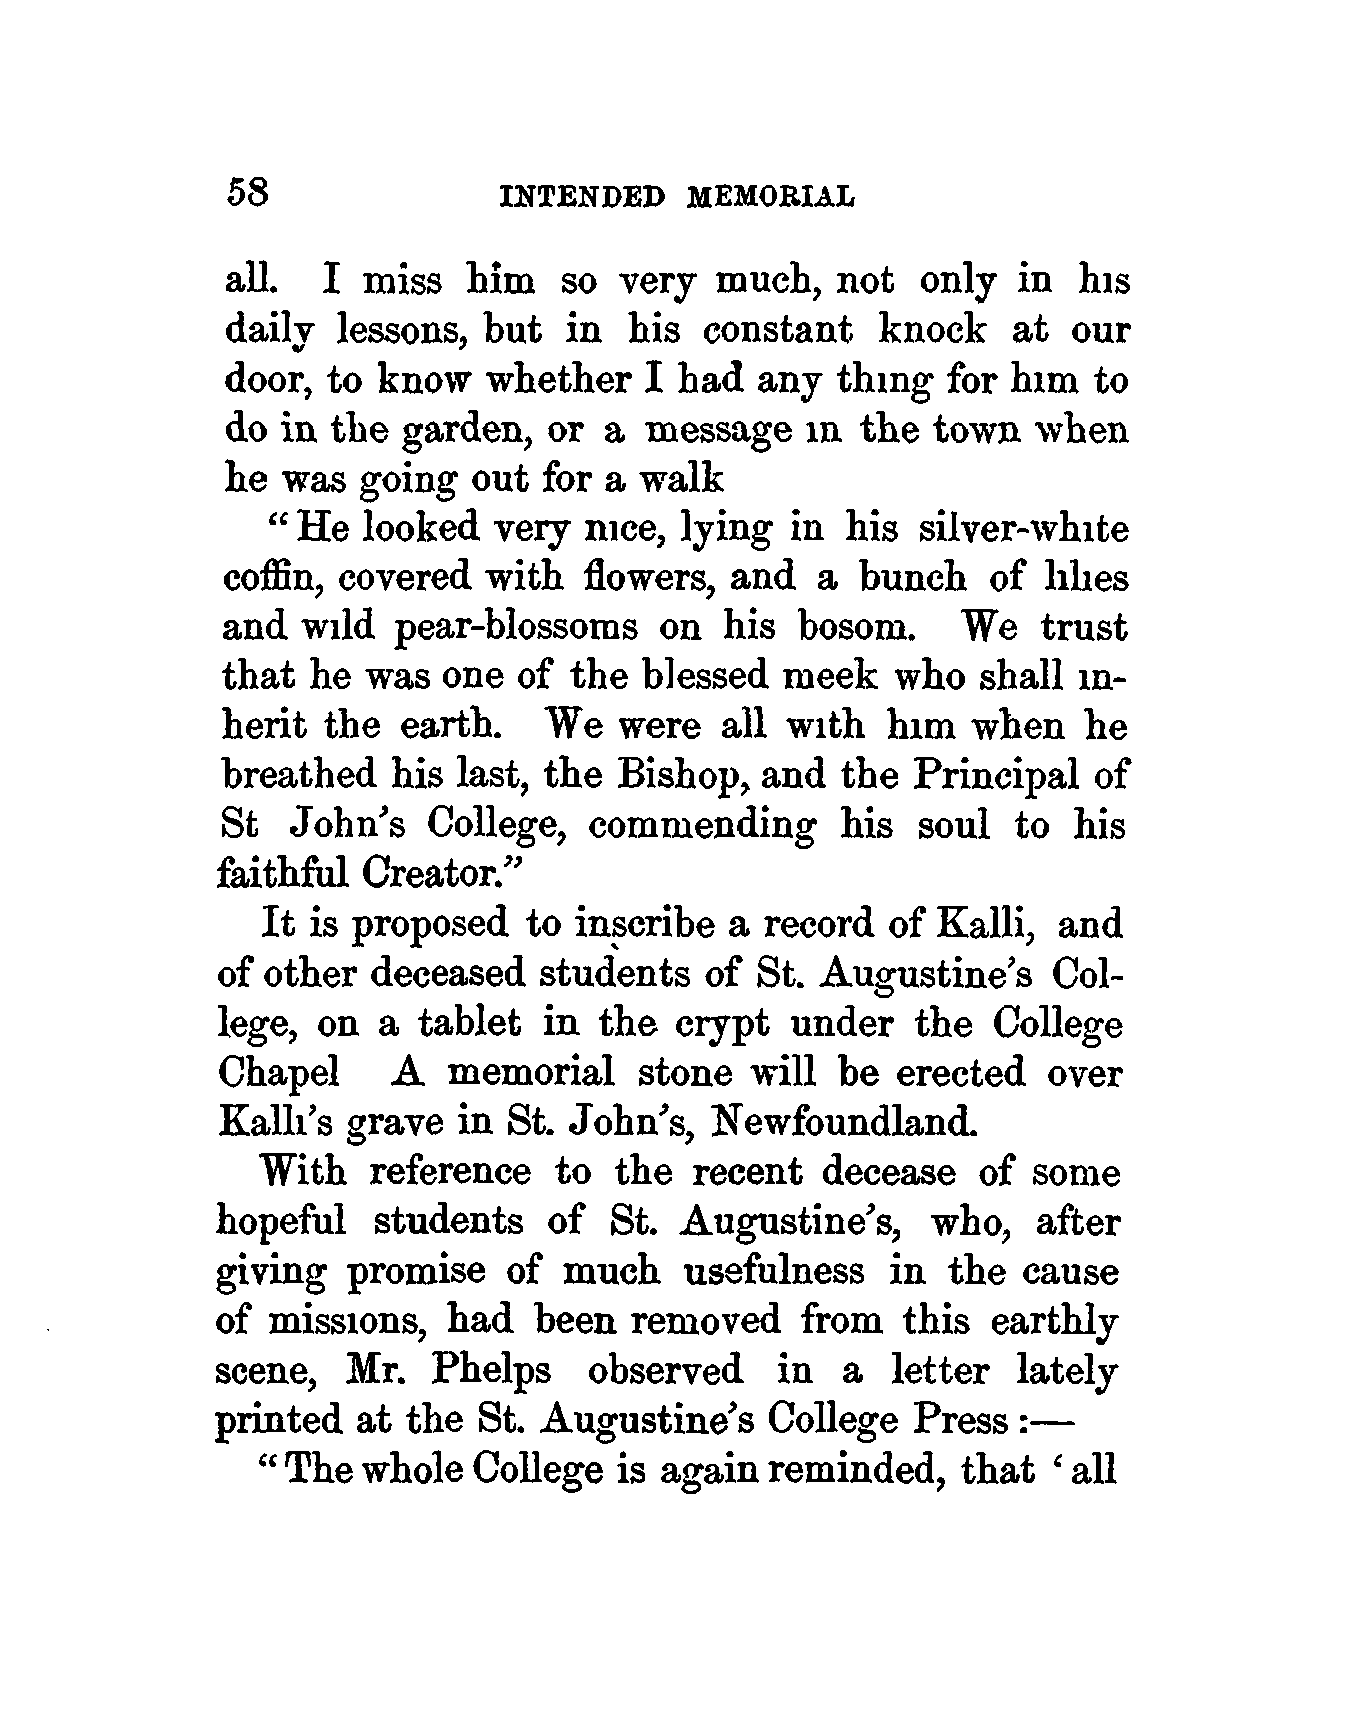 58 INTENDED MEMORIAL
all. I miss him so very much, not only in his
daily lessons, but in his constant knock at our
door, to know whether I had any thing for him to
do in the garden, or a message in the town when
he was going out for a walk
“He looked very nice, lying in his silver-white
coffin, covered with flowers, and a bunch of lilies
and wild pear-blossoms on his bosom. We trust
that he was one of the blessed meek who shall in-
herit the earth. We were all with him when he
breathed his last, the Bishop, and the Principal of
St John’s College, commending his soul to his
faithful Creator.”
It is proposed to inscribe a record of Kalli, and
of other deceased students of St. Augustine’s Col-
lege, on a tablet in the crypt under the College
Chapel A memorial stone will be erected over
Kalli’s grave in St. John’s, Newfoundland.
With reference to the recent decease of some
hopeful students of St. Augustine’s, who, after
giving promise of much usefulness in the cause
of missions, had been removed from this earthly
scene, Mr. Phelps observed in a letter lately
printed at the St. Augustine’s College Press :—
“The whole College is again reminded, that ‘all